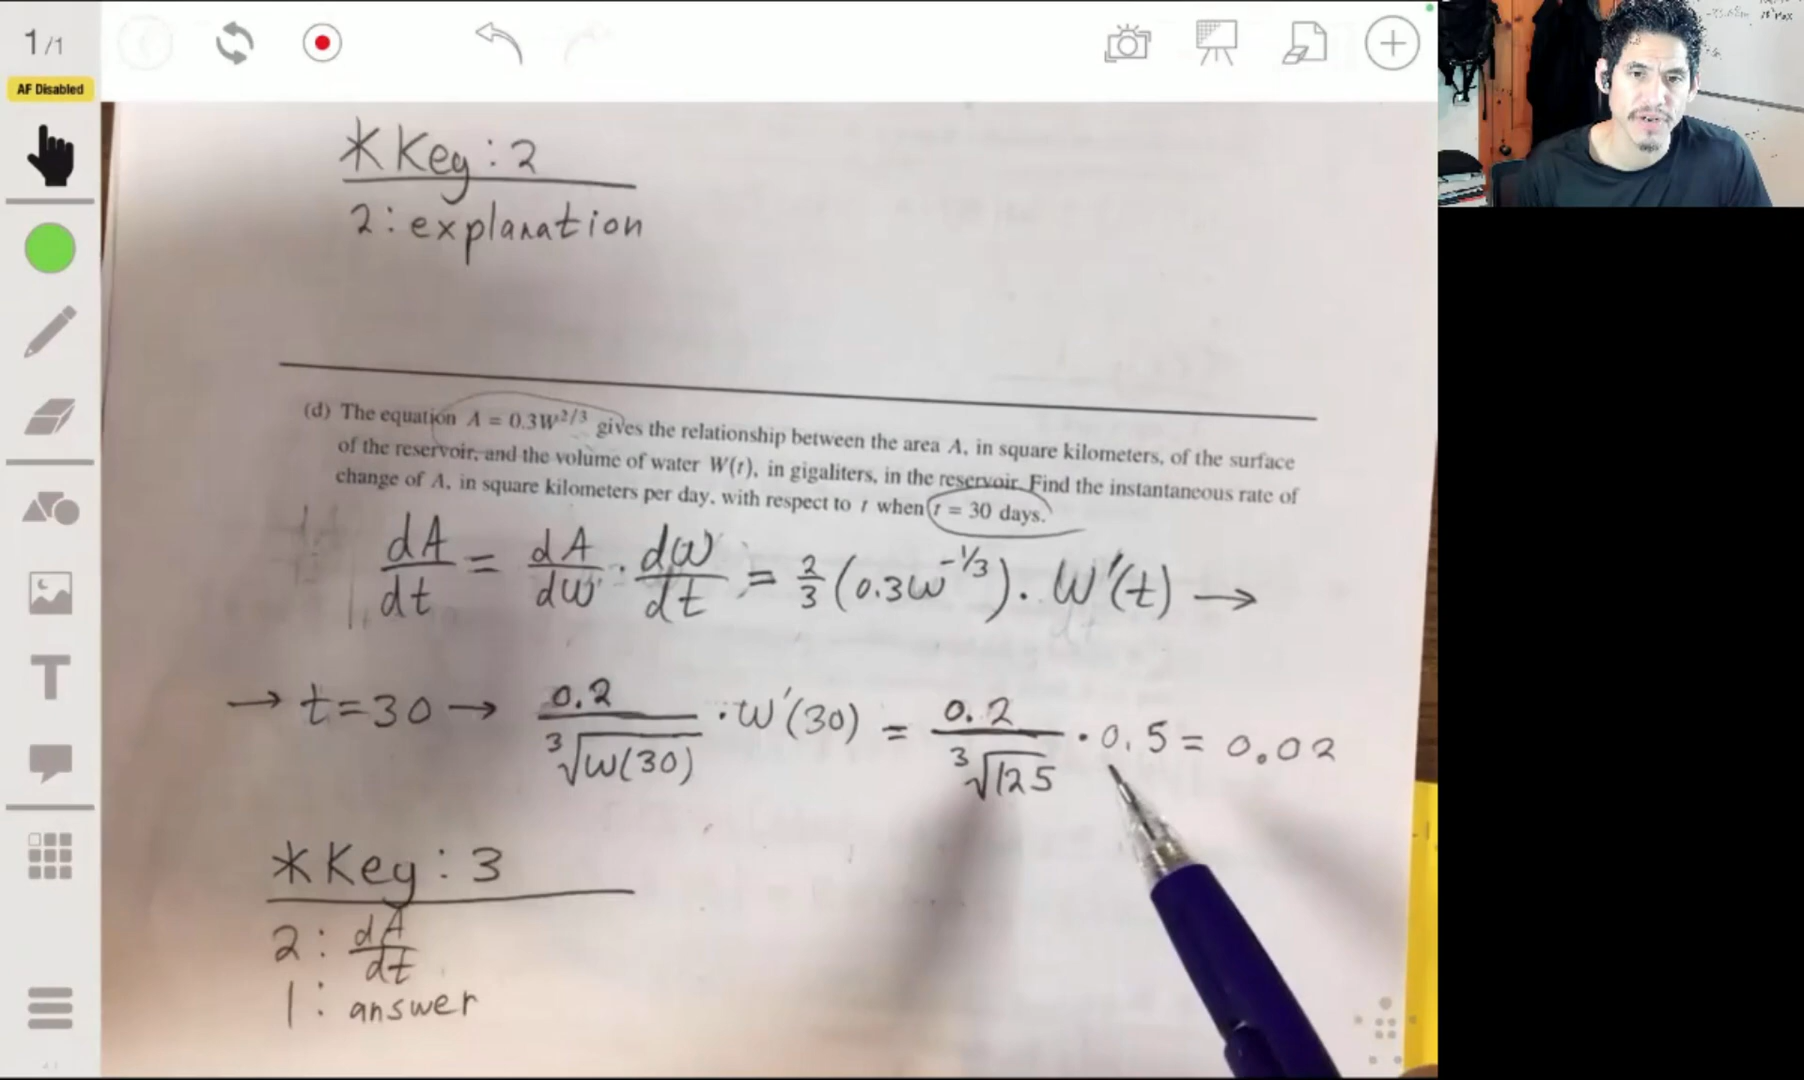 1/1
AF Disabled
*Key: 2
2: explanation
(d) The equation A = 0.3W^2/3 gives the relationship between the area A, in square kilometers, of the surface
of the reservoir, and the volume of water W(t), in gigaliters, in the reservoir. Find the instantaneous rate of
change of A, in square kilometers per day, with respect to t when t = 30 days.
dA/dt = dA/dw · dw/dt = 2/3 (0.3w^-1/3) · W'(t) →
→ t=30 → 0.2/∛w(30) · w'(30) = 0.2/∛125 · 0.5 = 0.02
*Key: 3
2: dA/dt
1: answer
T